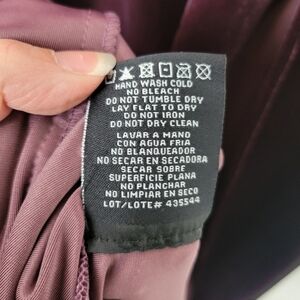 HAND WASH COLD
NO BLEACH
DO NOT TUMBLE DRY
LAY FLAT TO DRY
DO NOT IRON
DO NOT DRY CLEAN
LAVAR A MANO
CON AGUA FRIA
NO BLANQUEADOR
NO SECAR EN SECADORA
SECAR SOBRE
SUPERFICIE PLANA
NO PLANCHAR
NO LIMPIAR EN SECO
LOT/LOTE# 435544